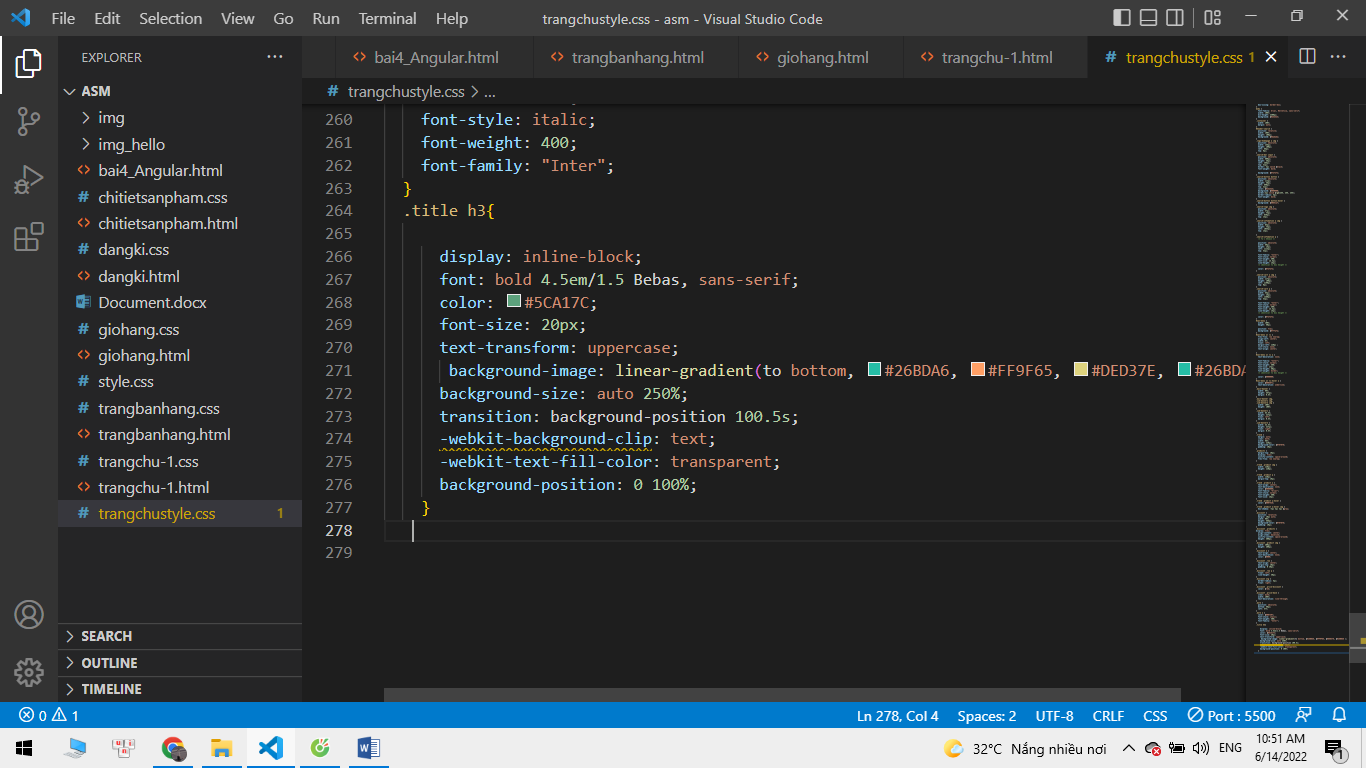 File Edit Selection View Go Run Terminal Help trangchustyle.css - asm - Visual Studio Code
EXPLORER ...
bai4_Angular.html trangbanhang.html giohang.html trangchu-1.html # trangchustyle.css 1
ASM
img
img_hello
bai4_Angular.html
# chitietsanpham.css
chitietsanpham.html
# dangki.css
dangki.html
Document.docx
# giohang.css
giohang.html
# style.css
# trangbanhang.css
trangbanhang.html
# trangchu-1.css
trangchu-1.html
# trangchustyle.css 1
SEARCH
OUTLINE
TIMELINE
# trangchustyle.css > ...
260 font-style: italic;
261 font-weight: 400;
262 font-family: "Inter";
263 }
264 .title h3{
265
266 display: inline-block;
267 font: bold 4.5em/1.5 Bebas, sans-serif;
268 color: #5CA17C;
269 font-size: 20px;
270 text-transform: uppercase;
271 background-image: linear-gradient(to bottom, #26BDA6, #FF9F65, #DED37E, #26BDA
272 background-size: auto 250%;
273 transition: background-position 100.5s;
274 -webkit-background-clip: text;
275 -webkit-text-fill-color: transparent;
276 background-position: 0 100%;
277 }
278
279
0 1 Ln 278, Col 4 Spaces: 2 UTF-8 CRLF CSS Port : 5500
32°C Nắng nhiều nơi ENG 10:51 AM
6/14/2022 1